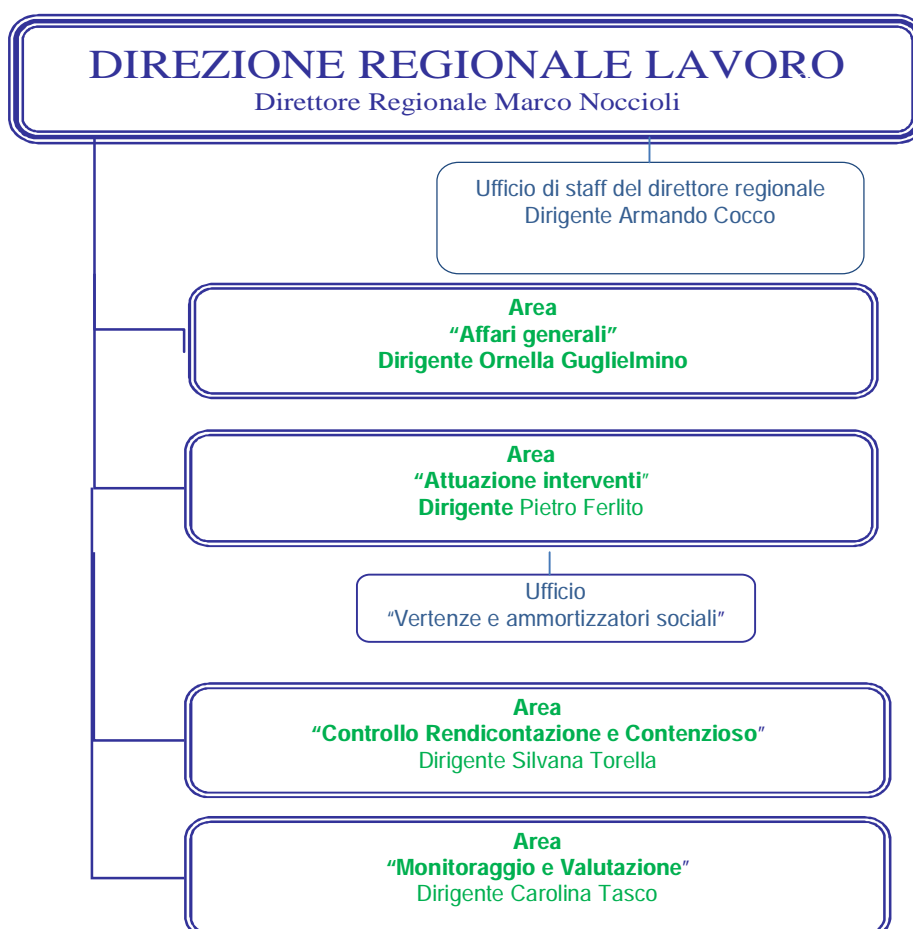 DIREZIONE REGIONALE LAVORO
Direttore Regionale Marco Noccioli
Ufficio di staff del direttore regionale
Dirigente Armando Cocco
Area
“Affari generali”
Dirigente Ornella Guglielmino
Area
“Attuazione interventi”
Dirigente Pietro Ferlito
Ufficio
“Vertenze e ammortizzatori sociali”
Area
“Controllo Rendicontazione e Contenzioso”
Dirigente Silvana Torella
Area
“Monitoraggio e Valutazione”
Dirigente Carolina Tasco